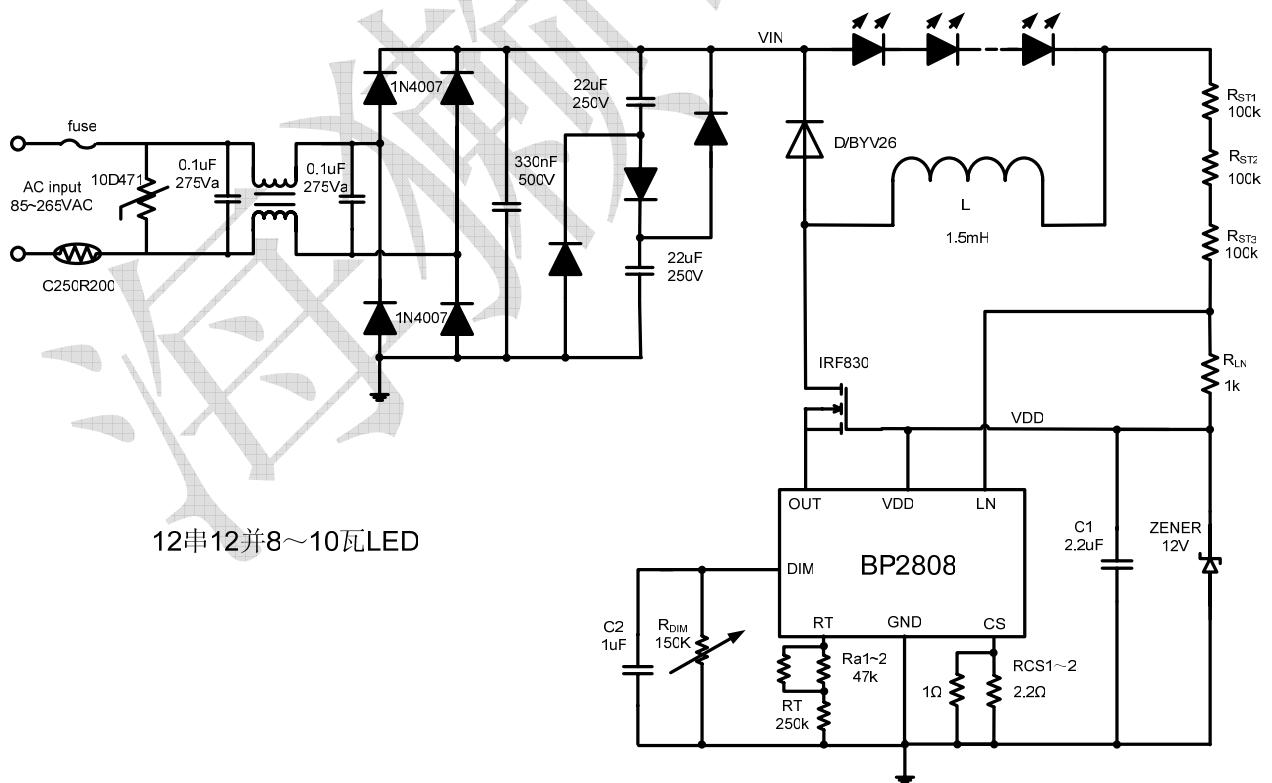 VIN
1N4007
22uF
250V
fuse
AC input
85~265VAC
10D471
0.1uF
275Va
0.1uF
275Va
330nF
500V
C250R200
1N4007
22uF
250V
D/BYV26
L
1.5mH
RST1
100k
RST2
100k
RST3
100k
RLN
1k
IRF830
VDD
OUT
VDD
LN
BP2808
DIM
RT
GND
CS
C1
2.2uF
ZENER
12V
12串12并8～10瓦LED
C2
1uF
RDIM
150K
Ra1~2
47k
RT
250k
1Ω
RCS1～2
2.2Ω